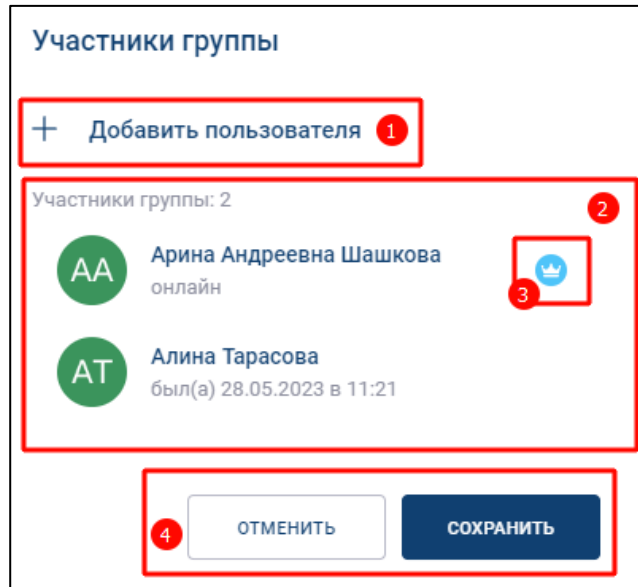 Участники группы
+ Добавить пользователя 1
Участники группы: 2
2
АА
Арина Андреевна Шашкова
онлайн
3
АТ
Алина Тарасова
был(а) 28.05.2023 в 11:21
4
ОТМЕНИТЬ
СОХРАНИТЬ